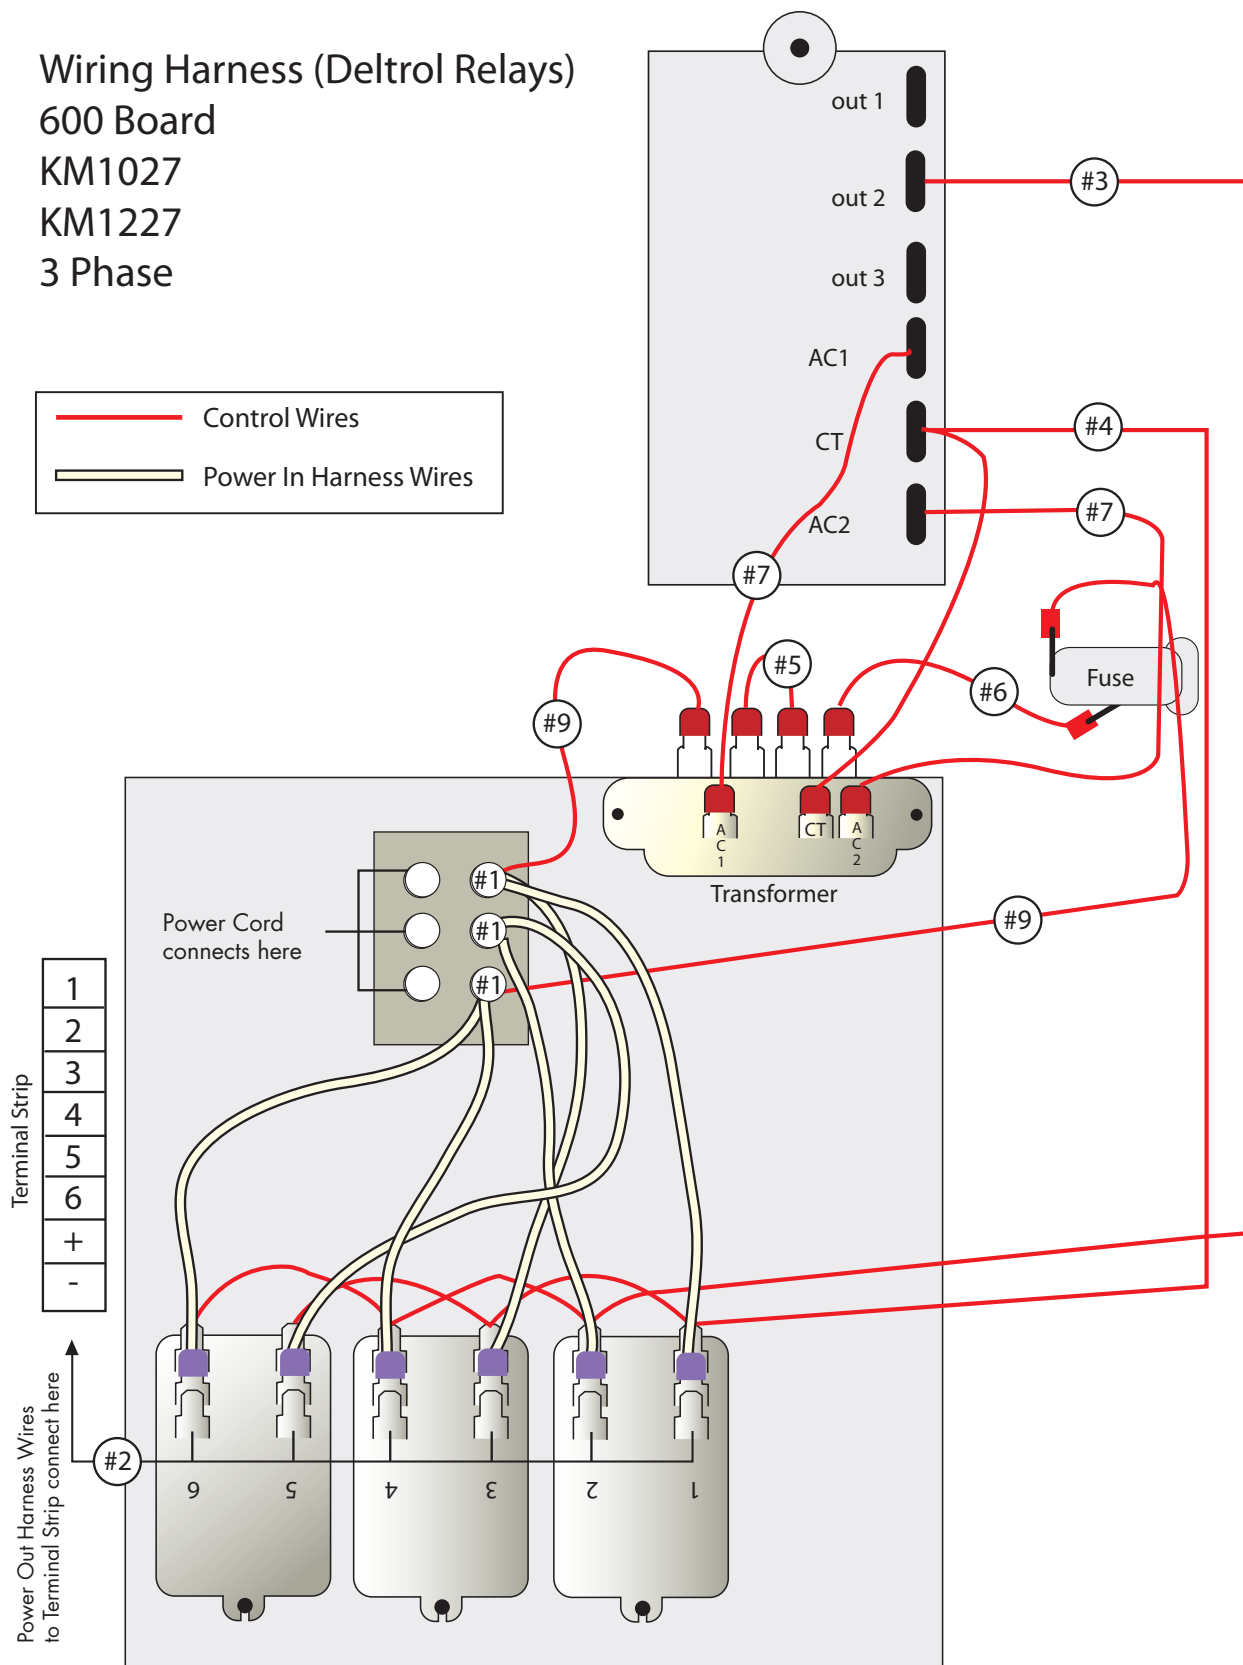 Wiring Harness (Deltrol Relays)
600 Board
KM1027
KM1227
3 Phase
Control Wires
Power In Harness Wires
out 1
out 2
out 3
AC1
CT
AC2
#3
#4
#7
#7
#5
#6
Fuse
#9
AC1
CT
AC2
Transformer
#9
Power Cord
connects here
#1
#1
#1
Terminal Strip
1
2
3
4
5
6
+
-
Power Out Harness Wires
to Terminal Strip connect here
#2
6
5
4
3
2
1